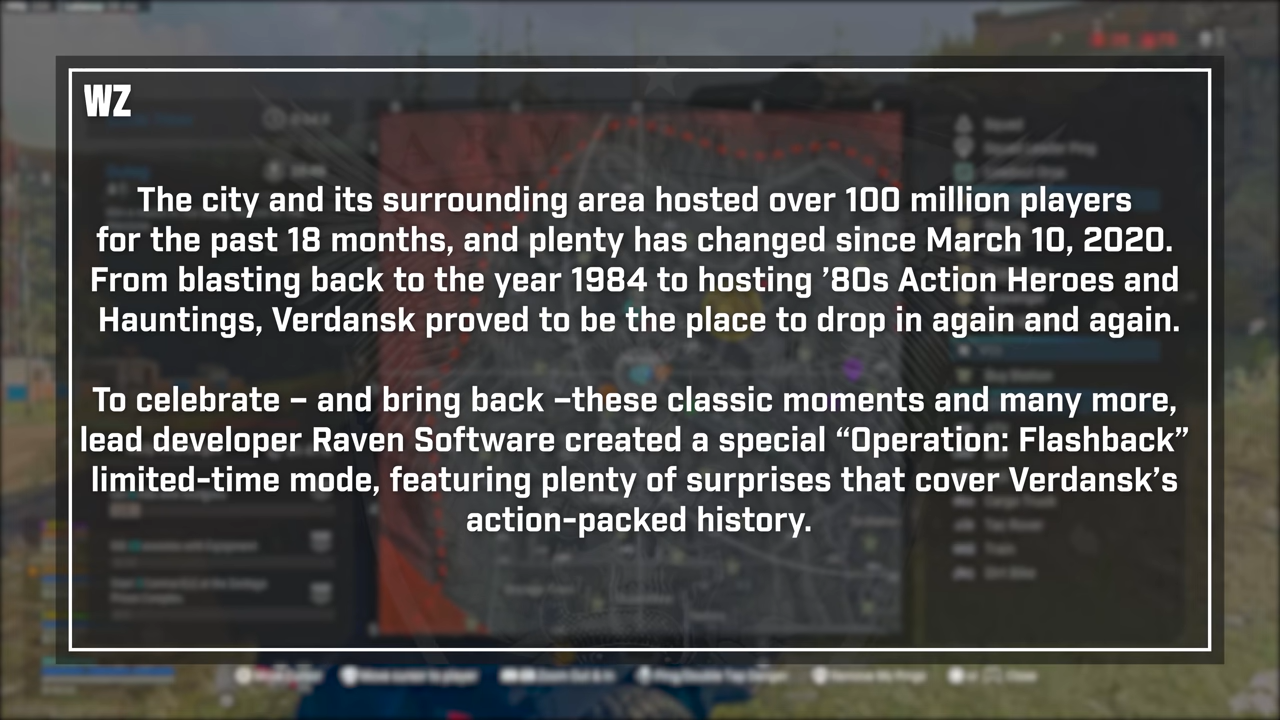 WZ
The city and its surrounding area hosted over 100 million players
for the past 18 months, and plenty has changed since March 10, 2020.
From blasting back to the year 1984 to hosting ’80s Action Heroes and
Hauntings, Verdansk proved to be the place to drop in again and again.
To celebrate – and bring back –these classic moments and many more,
lead developer Raven Software created a special “Operation: Flashback”
limited-time mode, featuring plenty of surprises that cover Verdansk’s
action-packed history.